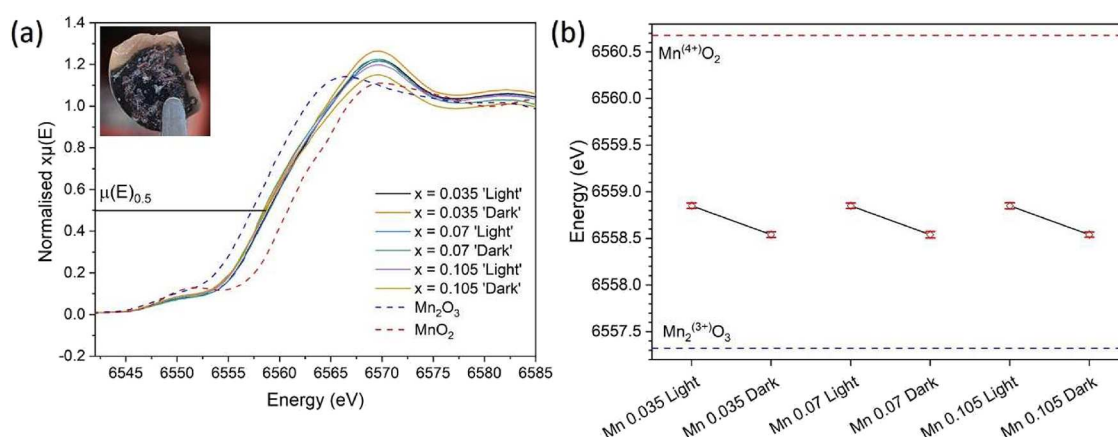 (a)
1.4
1.2
1.0
0.8
0.6
0.4
0.2
0.0
-0.2
Normalised xμ(E)
μ(E)0.5
x = 0.035 'Light'
x = 0.035 'Dark'
x = 0.07 'Light'
x = 0.07 'Dark'
x = 0.105 'Light'
x = 0.105 'Dark'
Mn2O3
MnO2
6545 6550 6555 6560 6565 6570 6575 6580 6585
Energy (eV)
(b)
6560.5
6560.0
6559.5
6559.0
6558.5
6558.0
6557.5
Energy (eV)
Mn(4+)O2
Mn2(3+)O3
Mn 0.035 Light
Mn 0.035 Dark
Mn 0.07 Light
Mn 0.07 Dark
Mn 0.105 Light
Mn 0.105 Dark